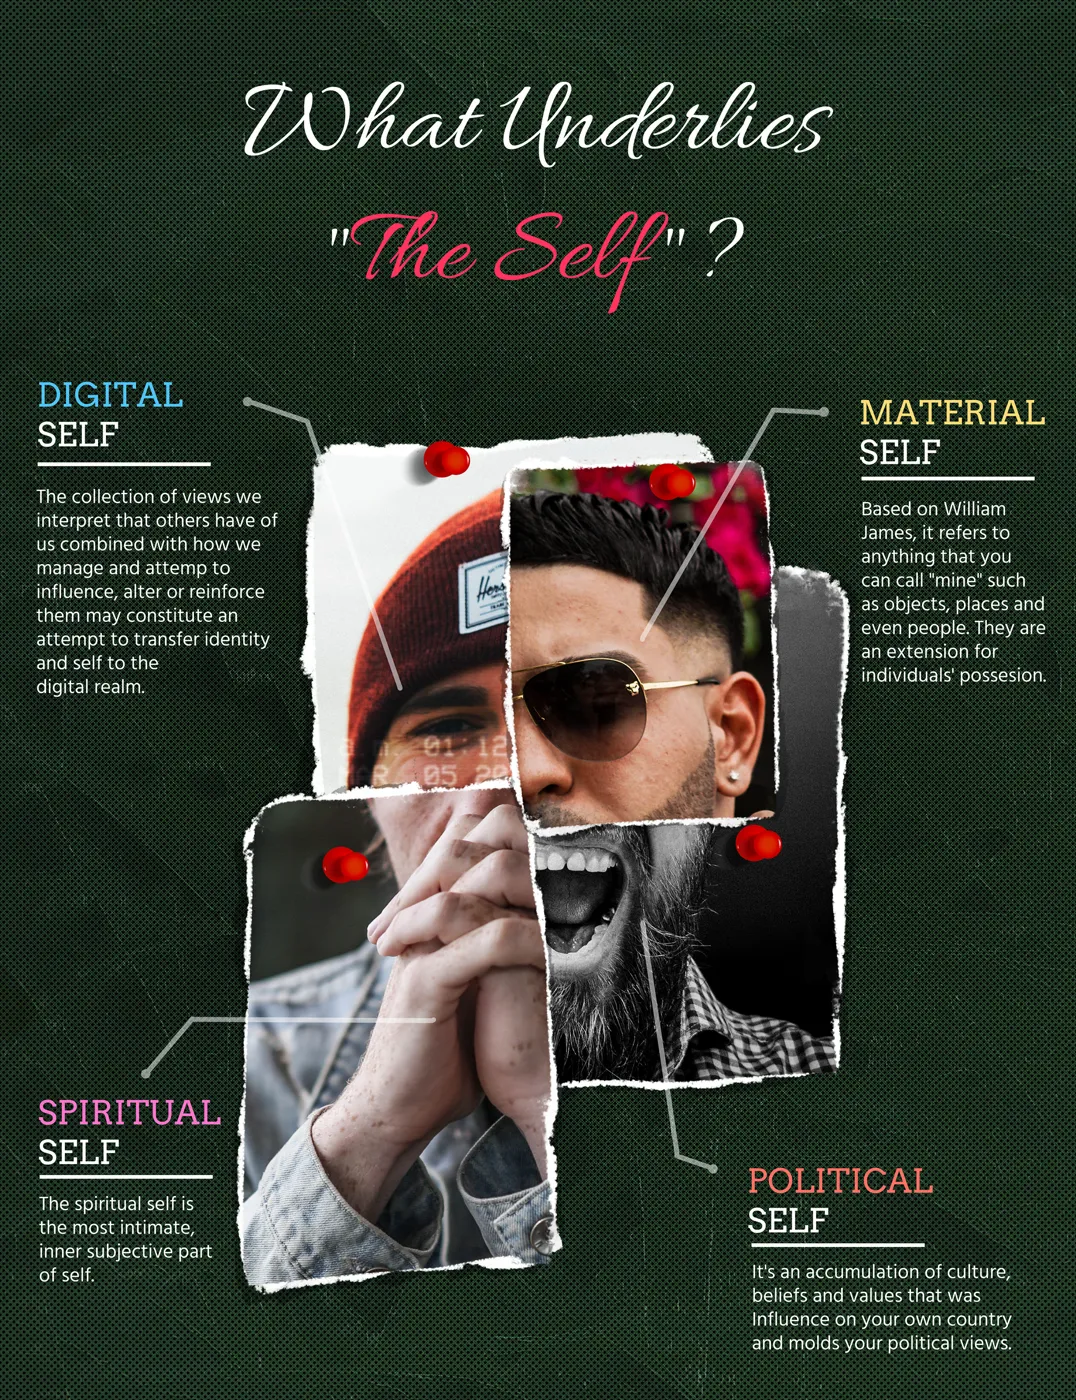 What Underlies
"The Self" ?
DIGITAL
SELF
The collection of views we
interpret that others have of
us combined with how we
manage and attemp to
influence, alter or reinforce
them may constitute an
attempt to transfer identity
and self to the
digital realm.
MATERIAL
SELF
Based on William
James, it refers to
anything that you
can call "mine" such
as objects, places and
even people. They are
an extension for
individuals' possesion.
01:12
MAR 05 20
SPIRITUAL
SELF
The spiritual self is
the most intimate,
inner subjective part
of self.
POLITICAL
SELF
It's an accumulation of culture,
beliefs and values that was
Influence on your own country
and molds your political views.